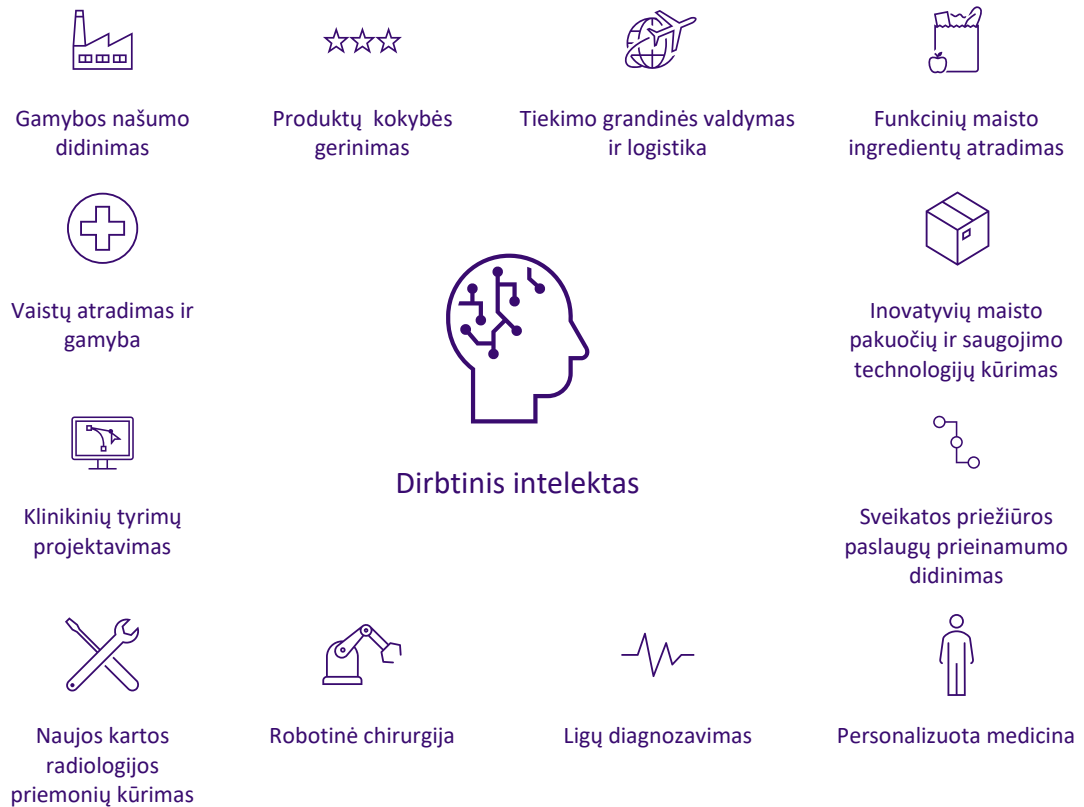 Gamybos našumo
didinimas
Produktų kokybės
gerinimas
Tiekimo grandinės valdymas
ir logistika
Funkcinių maisto
ingredientų atradimas
Vaistų atradimas ir
gamyba
Inovatyvių maisto
pakuočių ir saugojimo
technologijų kūrimas
Dirbtinis intelektas
Klinikinių tyrimų
projektavimas
Sveikatos priežiūros
paslaugų prieinamumo
didinimas
Naujos kartos
radiologijos
priemonių kūrimas
Robotinė chirurgija
Ligų diagnozavimas
Personalizuota medicina